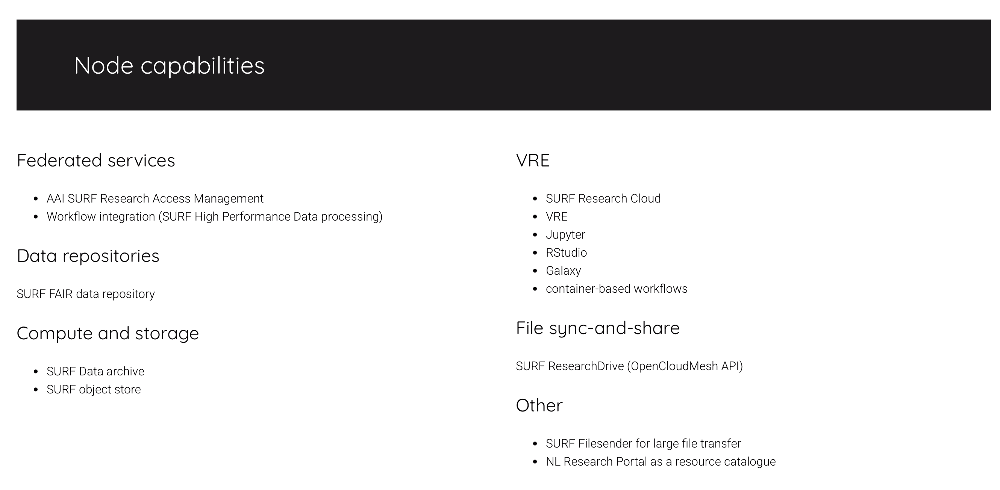 Node capabilities
Federated services
AAI SURF Research Access Management
Workflow integration (SURF High Performance Data processing)
Data repositories
SURF FAIR data repository
Compute and storage
SURF Data archive
SURF object store
VRE
SURF Research Cloud
VRE
Jupyter
RStudio
Galaxy
container-based workflows
File sync-and-share
SURF ResearchDrive (OpenCloudMesh API)
Other
SURF Filesender for large file transfer
NL Research Portal as a resource catalogue